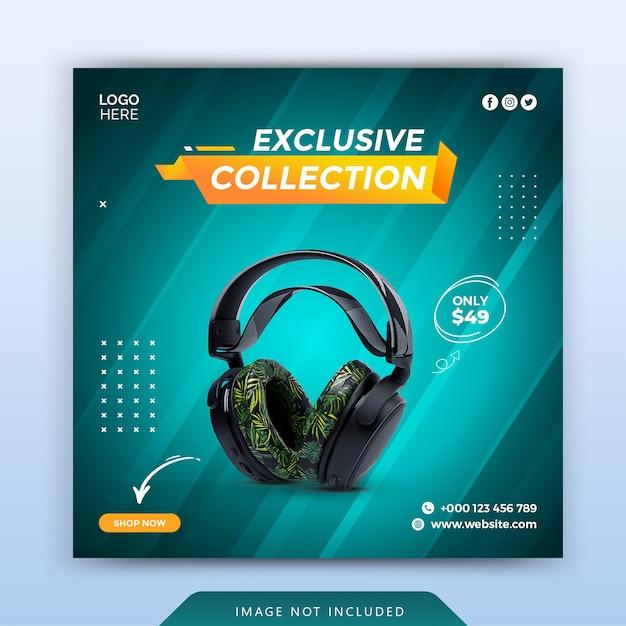 LOGO
HERE
EXCLUSIVE
COLLECTION
ONLY
$49
SHOP NOW
+000 123 456 789
www.website.com
IMAGE NOT INCLUDED